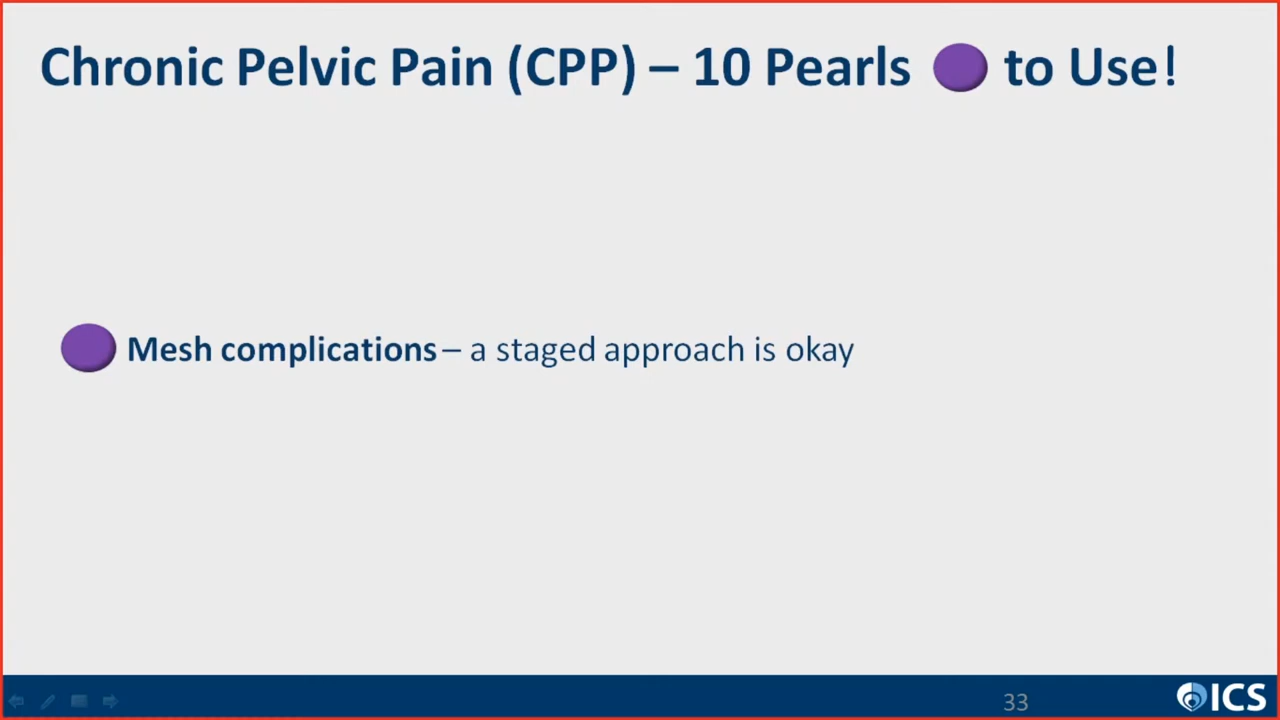 Chronic Pelvic Pain (CPP) – 10 Pearls to Use!
Mesh complications – a staged approach is okay
33
ICS